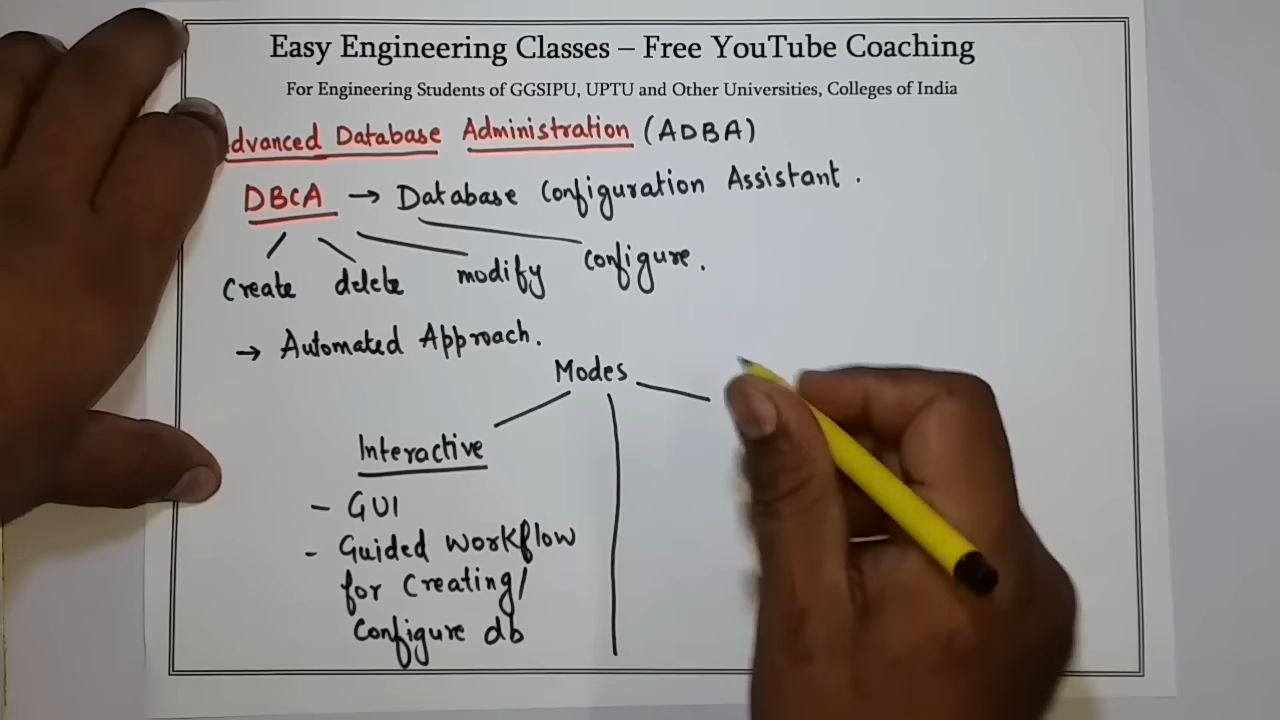 Easy Engineering Classes – Free YouTube Coaching
For Engineering Students of GGSIPU, UPTU and Other Universities, Colleges of India
dvanced Database Administration (ADBA)
DBCA → Database Configuration Assistant.
Create delete modify Configure.
→ Automated Approach.
Modes
Interactive
- GUI
- Guided Workflow
for Creating/
Configure db